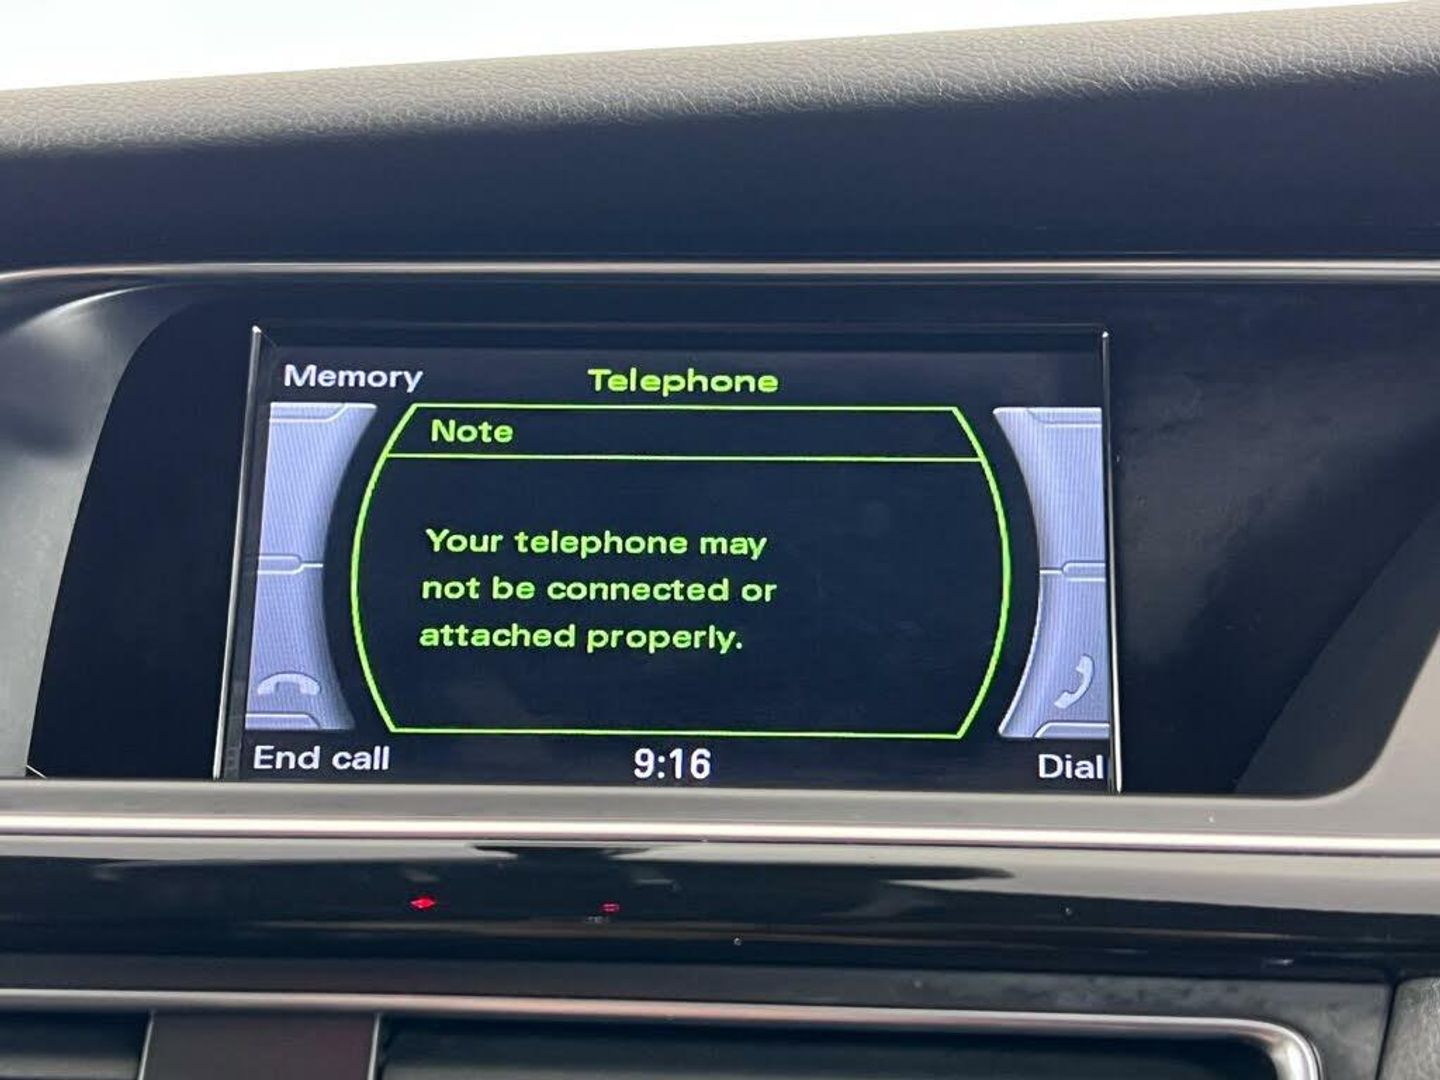 Memory
Telephone
Note
Your telephone may
not be connected or
attached properly.
End call
9:16
Dial